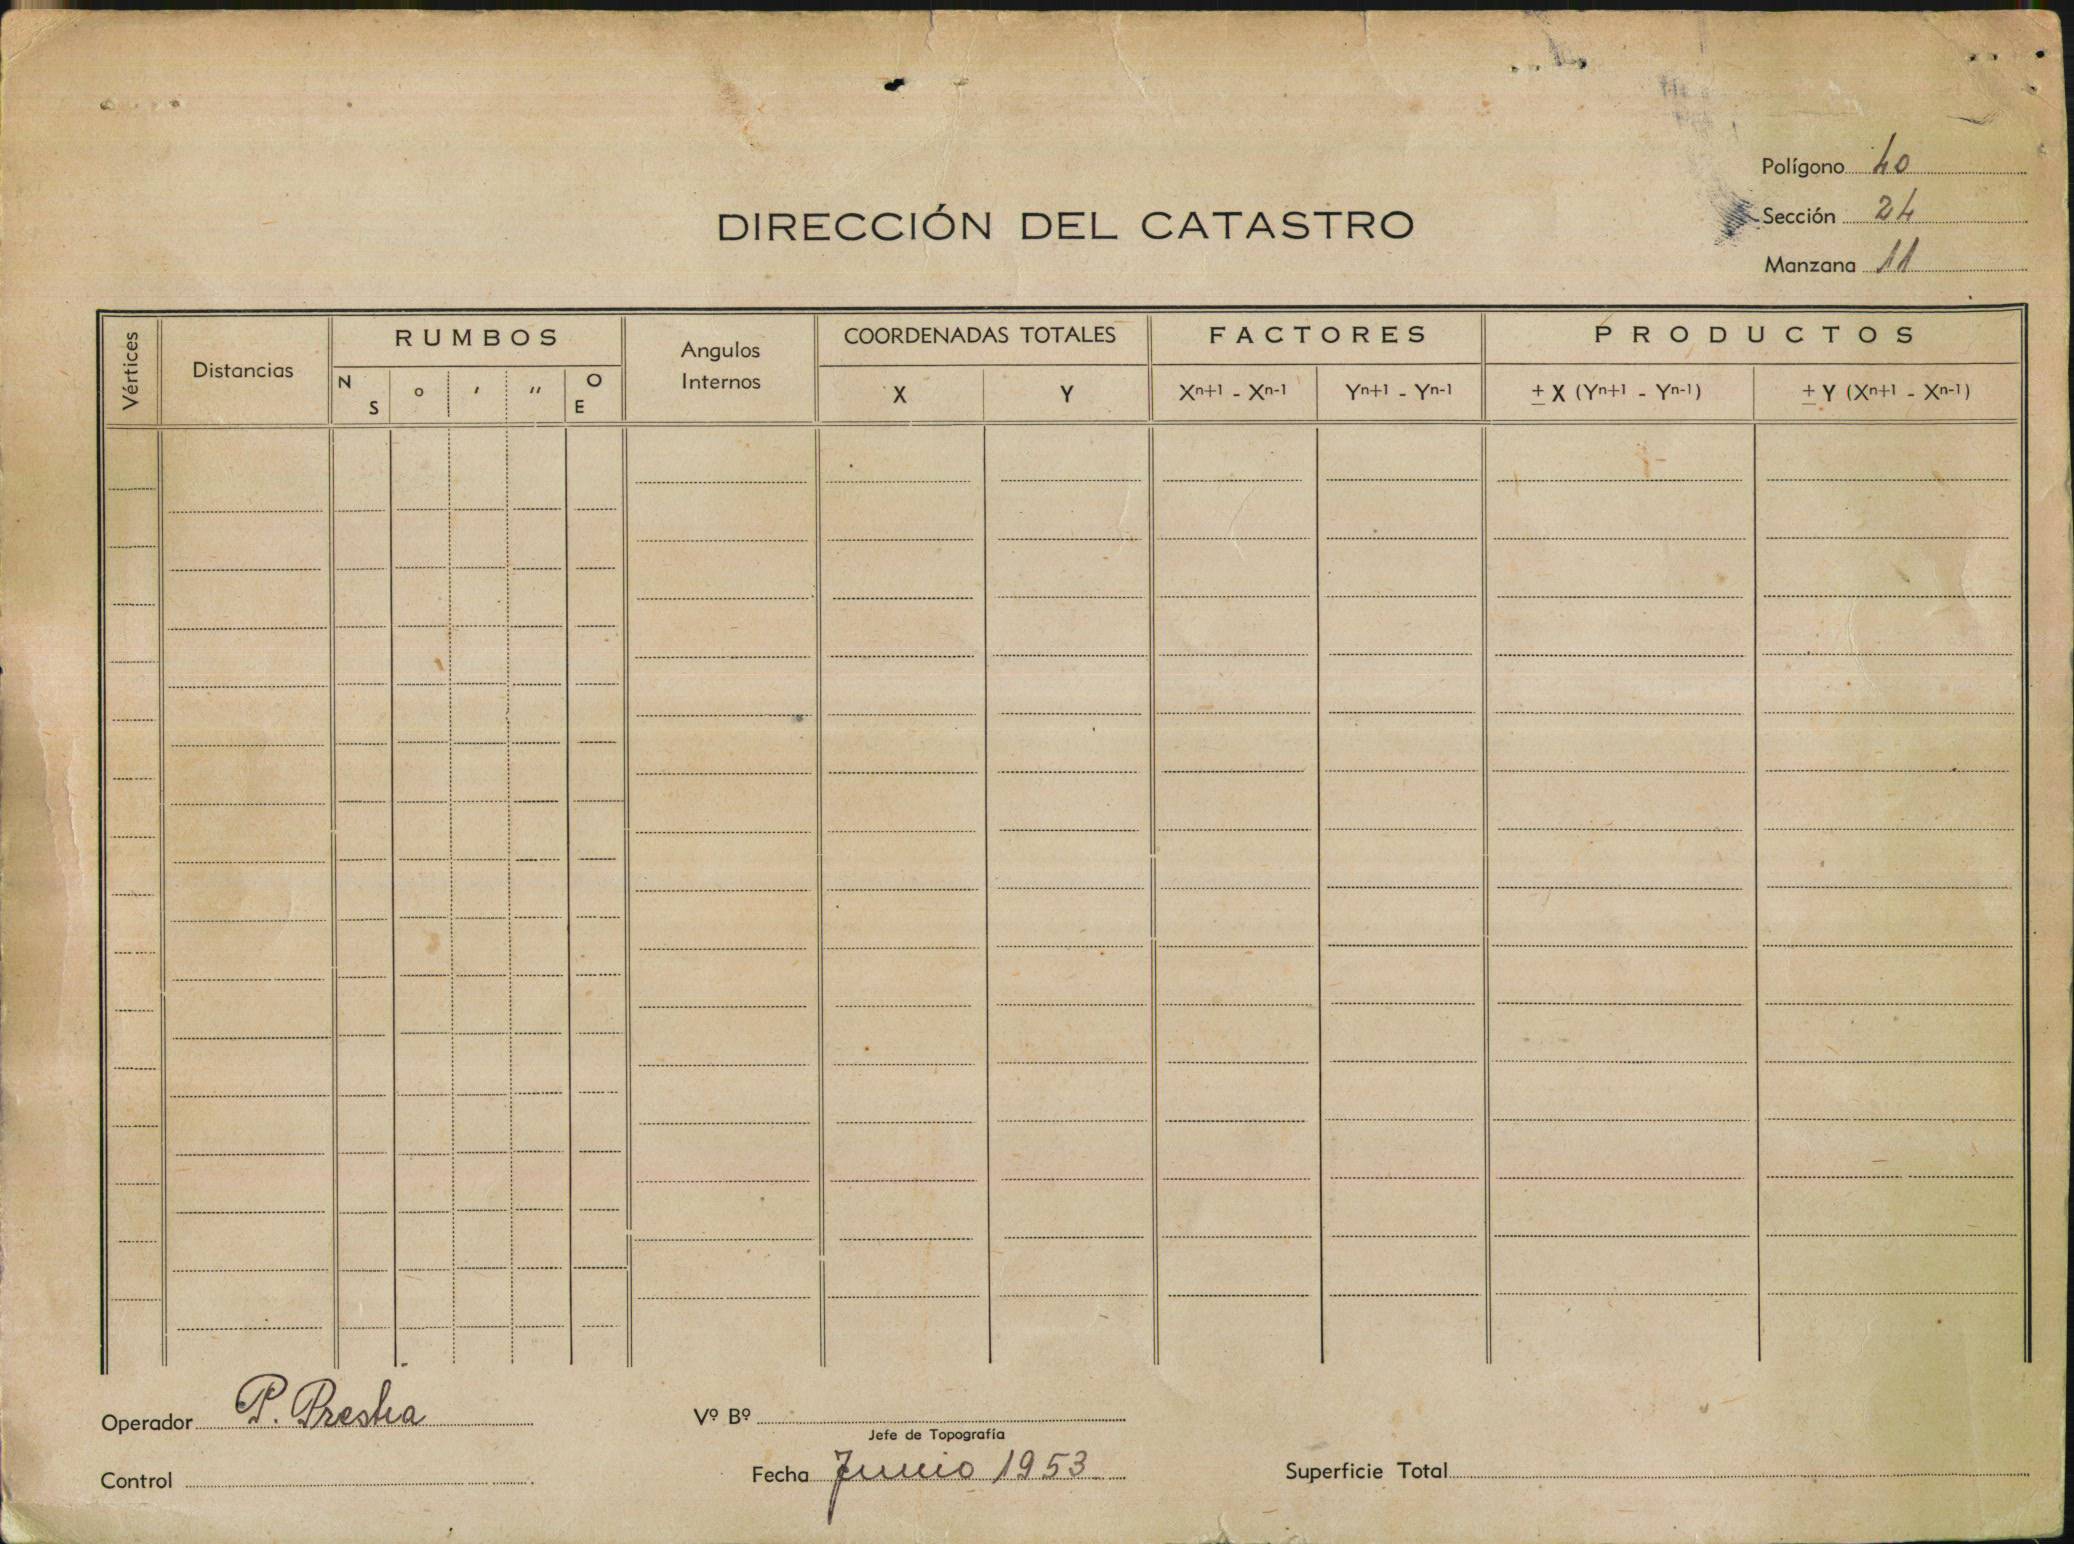 Polígono 40
DIRECCIÓN DEL CATASTRO
Sección 24
Manzana 11
Vértices
Distancias
RUMBOS
N S
o
′
″
O E
Angulos Internos
COORDENADAS TOTALES
X
Y
FACTORES
Xn+1 - Xn-1
Yn+1 - Yn-1
PRODUCTOS
± X (Yn+1 - Yn-1)
± Y (Xn+1 - Xn-1)
Operador P. Prestia
Vº Bº
Jefe de Topografía
Control
Fecha Junio 1953
Superficie Total